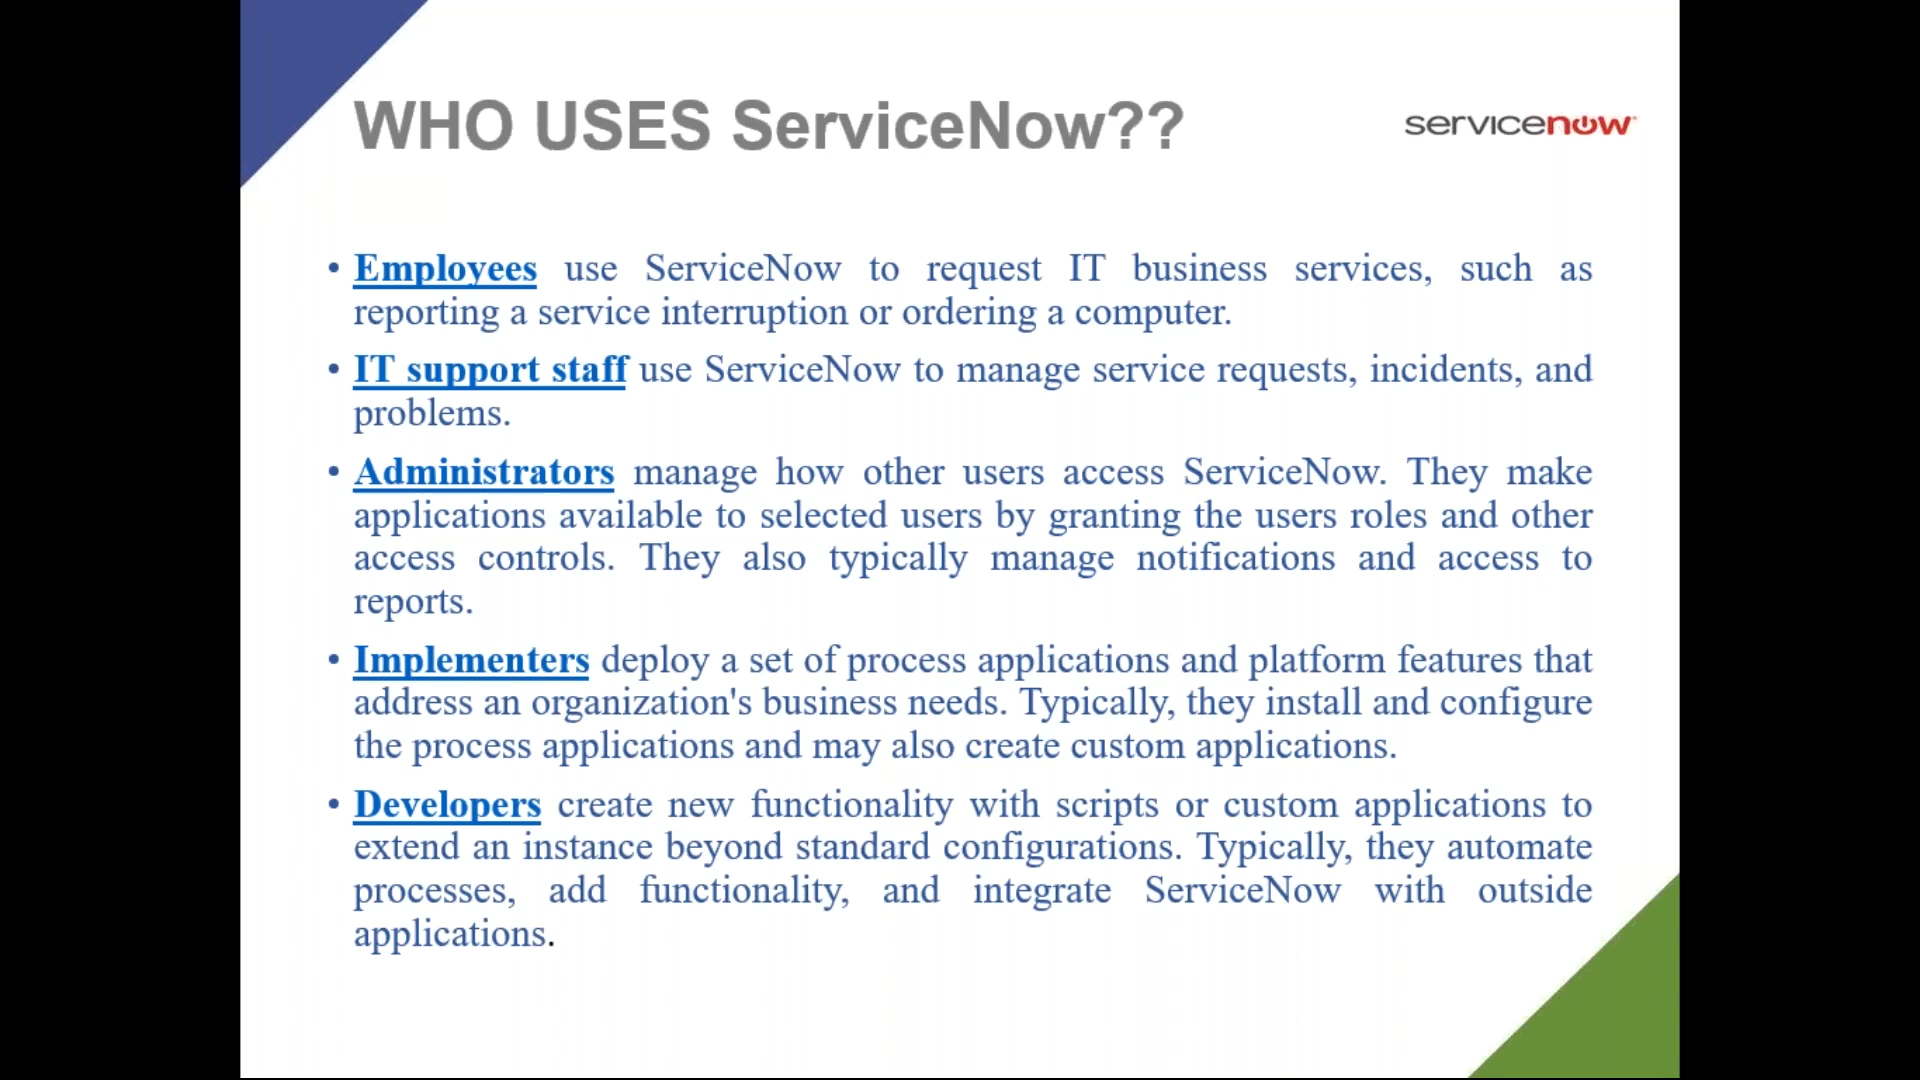 WHO USES ServiceNow??
servicenow
• Employees use ServiceNow to request IT business services, such as
reporting a service interruption or ordering a computer.
• IT support staff use ServiceNow to manage service requests, incidents, and
problems.
• Administrators manage how other users access ServiceNow. They make
applications available to selected users by granting the users roles and other
access controls. They also typically manage notifications and access to
reports.
• Implementers deploy a set of process applications and platform features that
address an organization's business needs. Typically, they install and configure
the process applications and may also create custom applications.
• Developers create new functionality with scripts or custom applications to
extend an instance beyond standard configurations. Typically, they automate
processes, add functionality, and integrate ServiceNow with outside
applications.